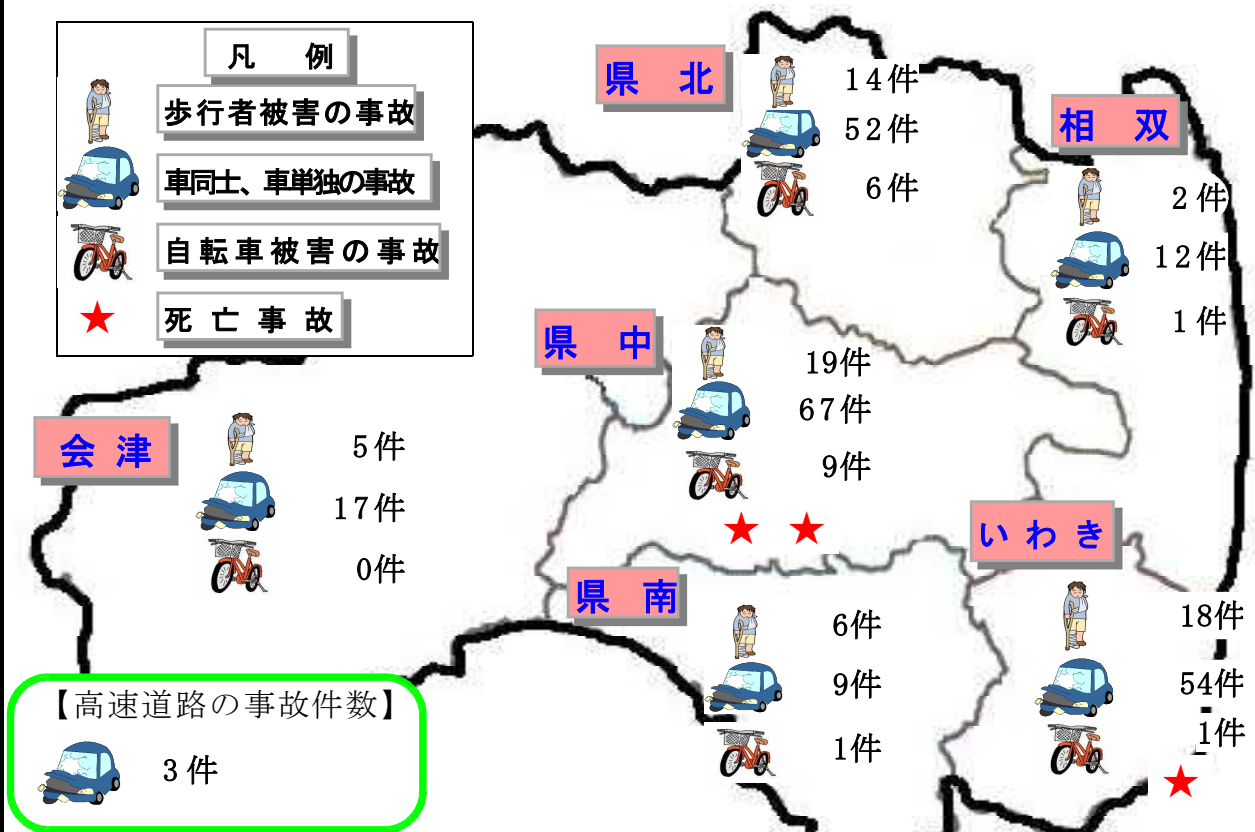 凡 例
歩行者被害の事故
車同士、車単独の事故
自転車被害の事故
死亡事故
県 北
14件
52件
6件
相 双
2件
12件
1件
県 中
19件
67件
9件
会 津
5件
17件
0件
いわき
18件
54件
1件
県 南
6件
9件
1件
【高速道路の事故件数】
3件